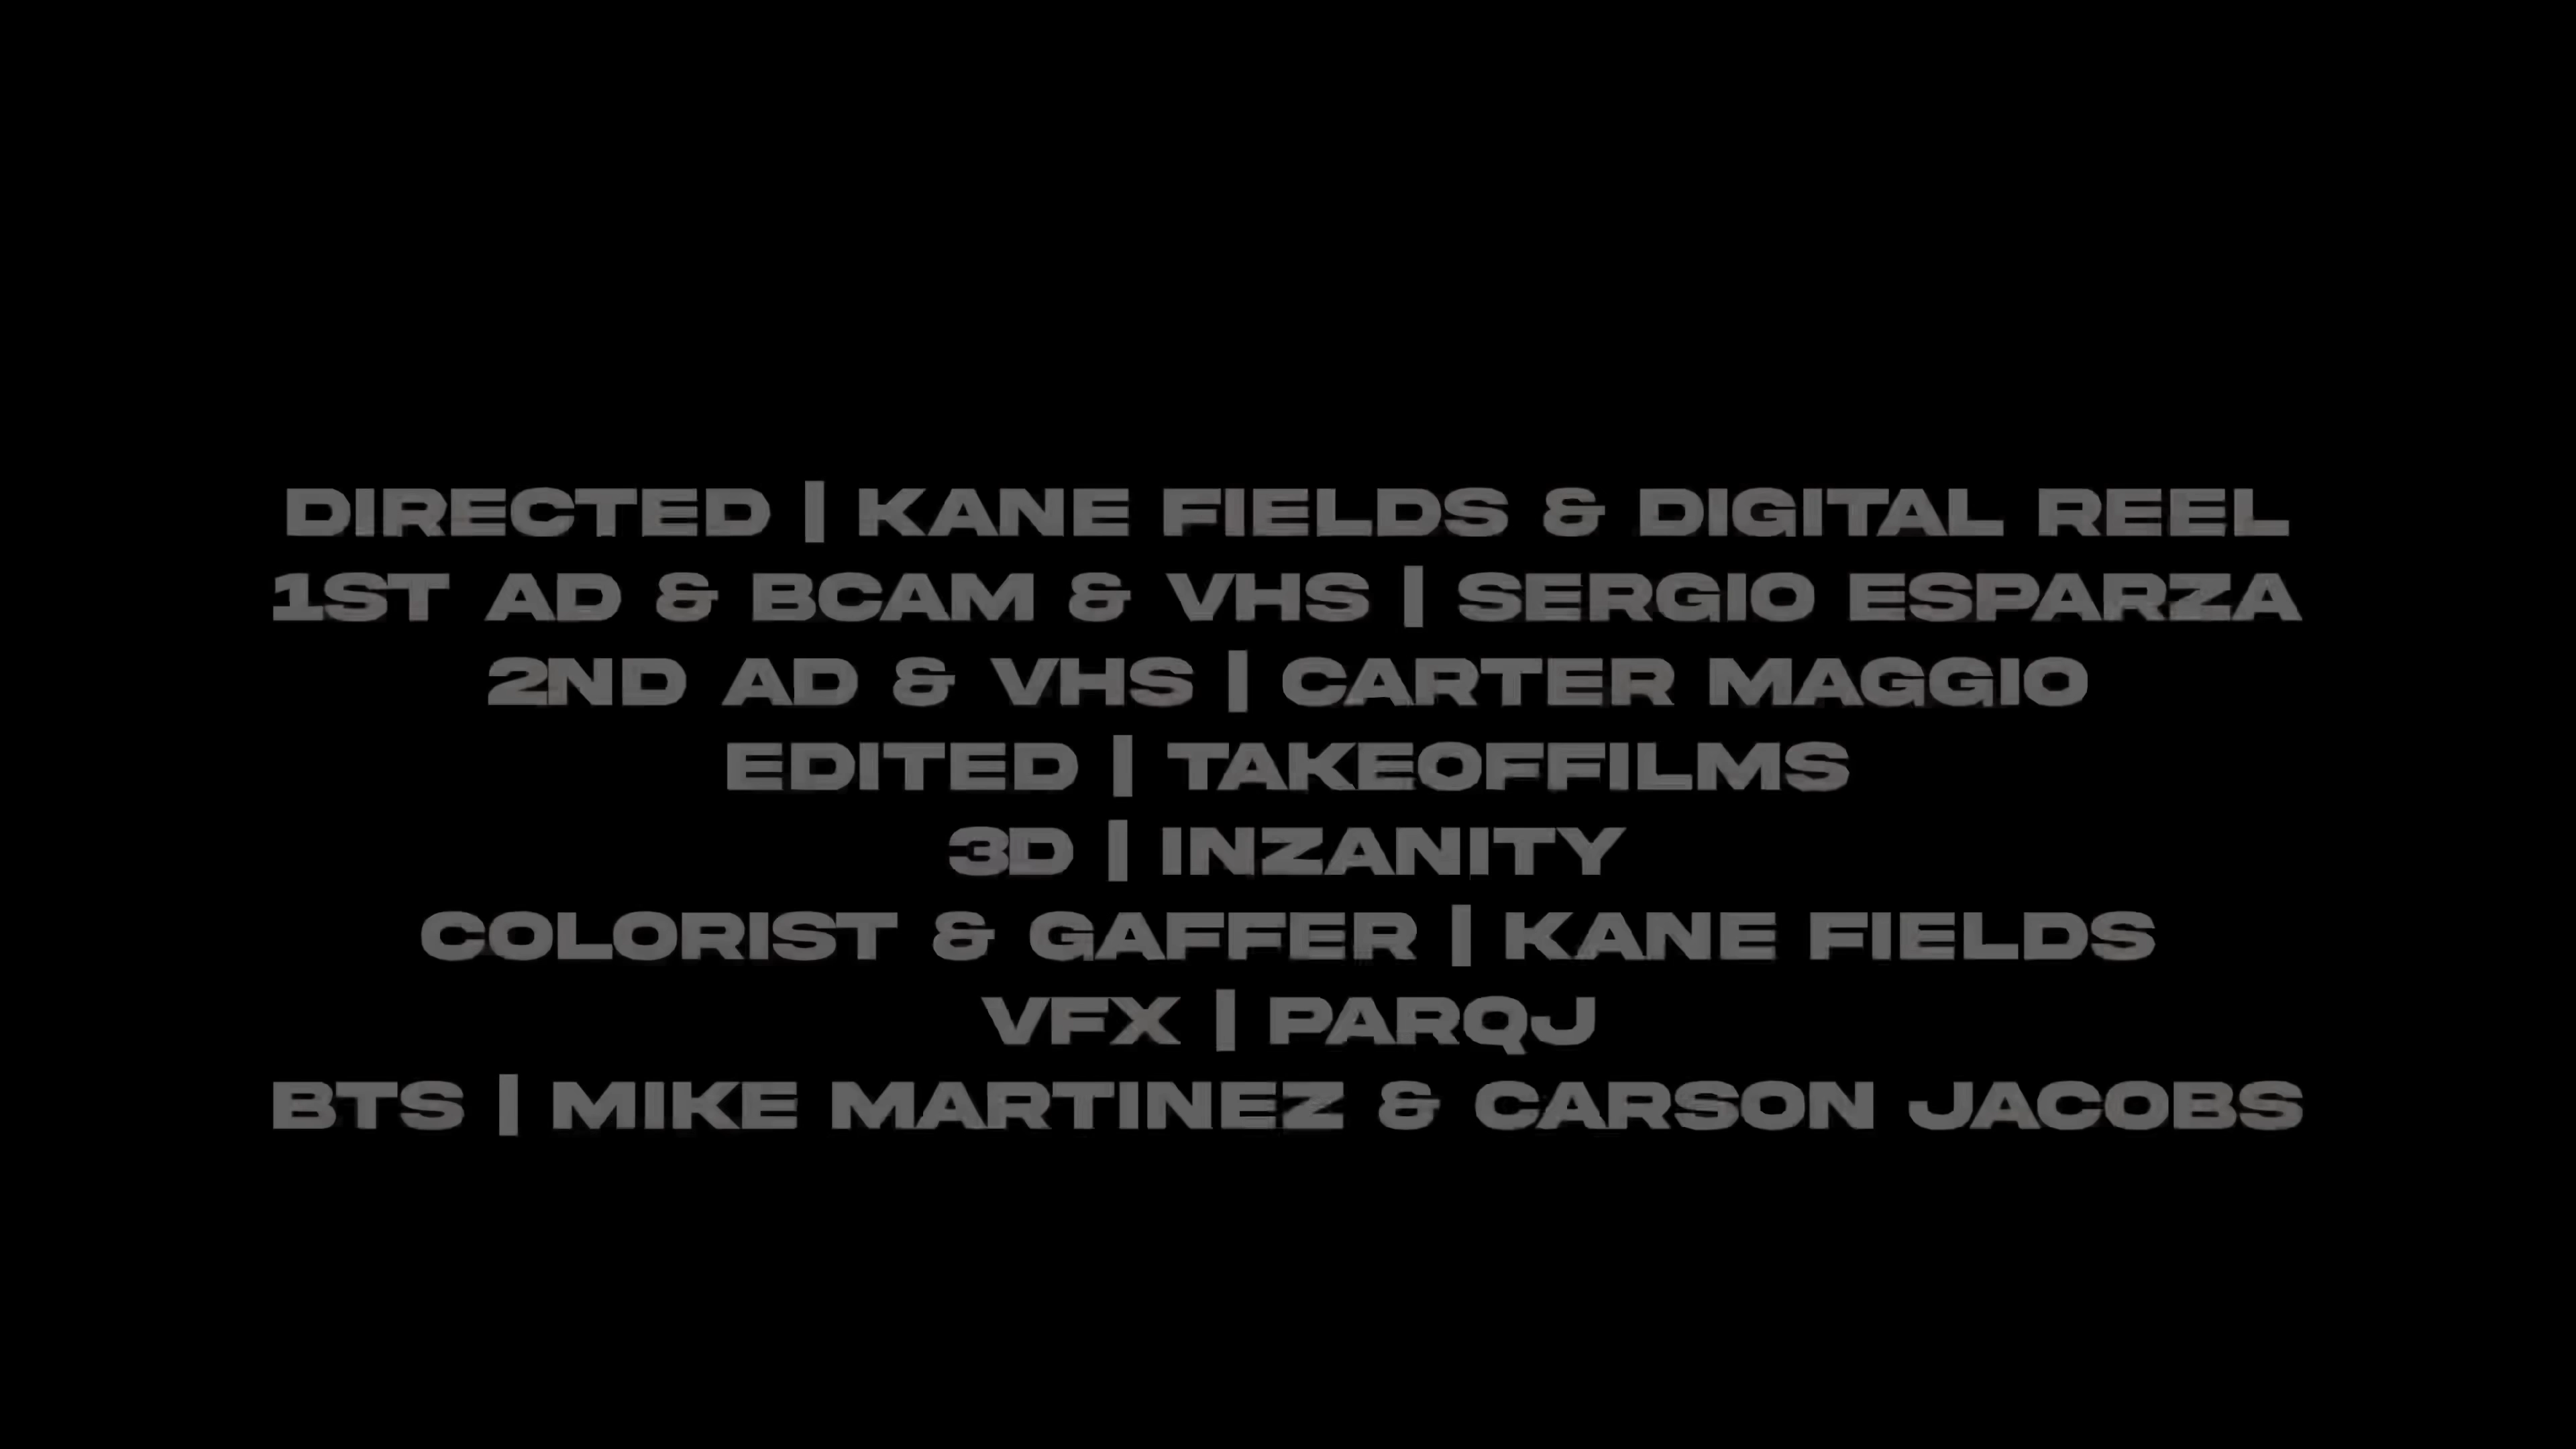 DIRECTED | KANE FIELDS & DIGITAL REEL
1ST AD & BCAM & VHS | SERGIO ESPARZA
2ND AD & VHS | CARTER MAGGIO
EDITED | TAKEOFFILMS
3D | INZANITY
COLORIST & GAFFER | KANE FIELDS
VFX | PARQJ
BTS | MIKE MARTINEZ & CARSON JACOBS